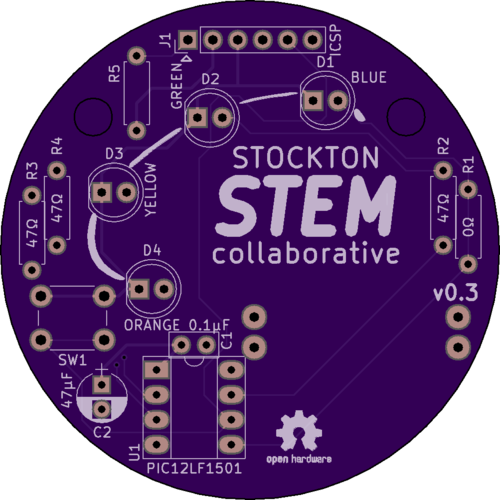 J1
ICSP
D1
BLUE
R5
GREEN
D2
D3
YELLOW
STOCKTON
STEM
collaborative
R3
47Ω
R4
47Ω
R2
47Ω
R1
0Ω
D4
ORANGE
0.1µF
C1
v0.3
SW1
47µF
C2
U1
PIC12LF1501
open hardware